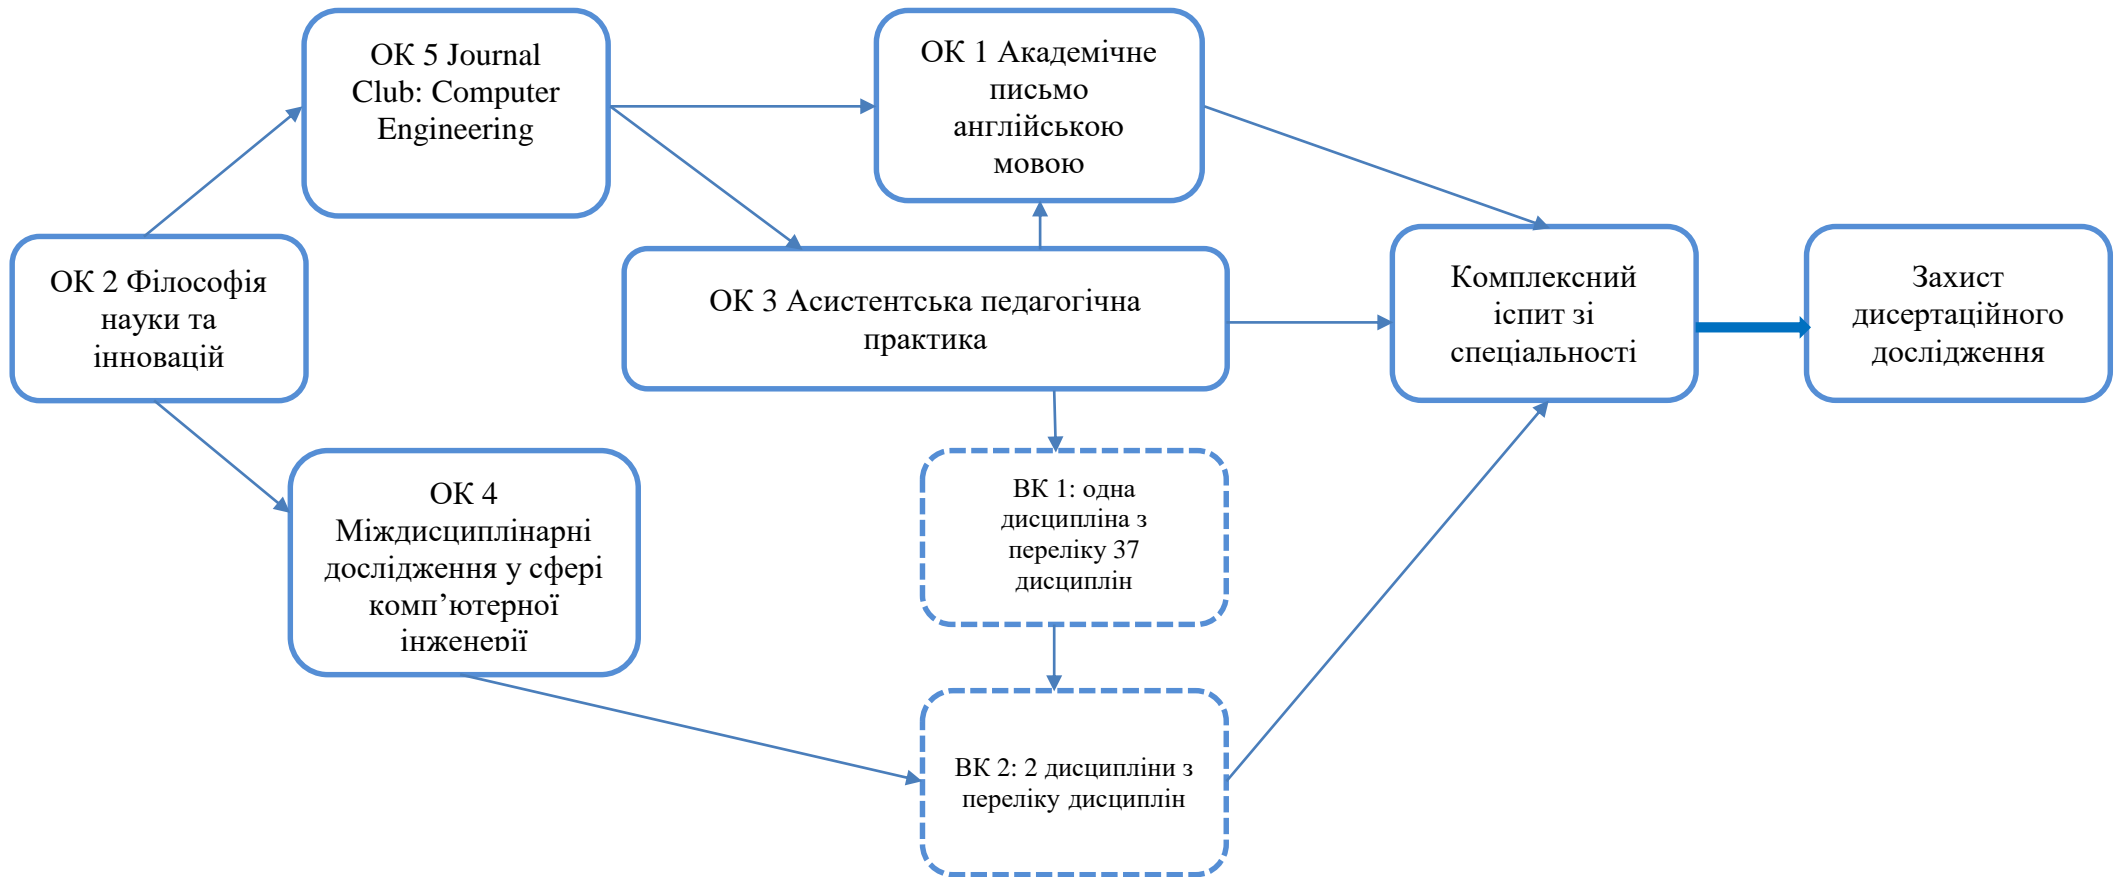 ОК 5 Journal
Club: Computer
Engineering
ОК 1 Академічне
письмо
англійською
мовою
ОК 2 Філософія
науки та
інновацій
ОК 3 Асистентська педагогічна
практика
Комплексний
іспит зі
спеціальності
Захист
дисертаційного
дослідження
ОК 4
Міждисциплінарні
дослідження у сфері
комп’ютерної
інженерії
ВК 1: одна
дисципліна з
переліку 37
дисциплін
ВК 2: 2 дисципліни з
переліку дисциплін